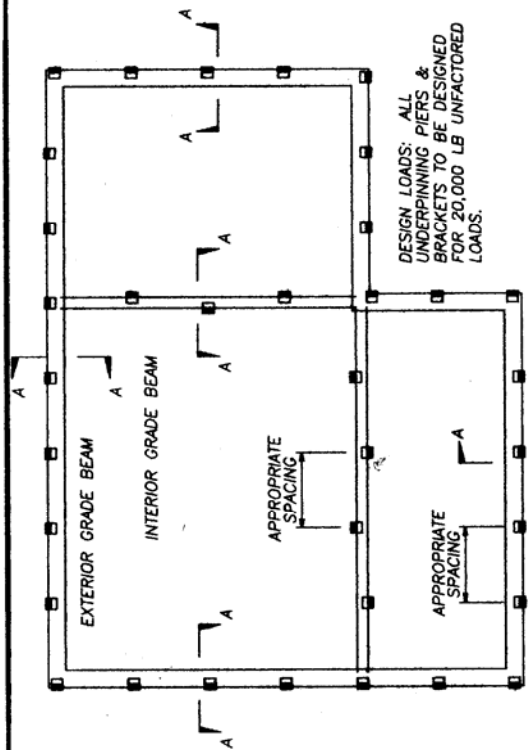 A
A
A
A
A
A
EXTERIOR GRADE BEAM
INTERIOR GRADE BEAM
DESIGN LOADS: ALL
UNDERPINNING PIERS &
BRACKETS TO BE DESIGNED
FOR 20,000 LB UNFACTORED
LOADS.
APPROPRIATE
SPACING
A
APPROPRIATE
SPACING
A
A